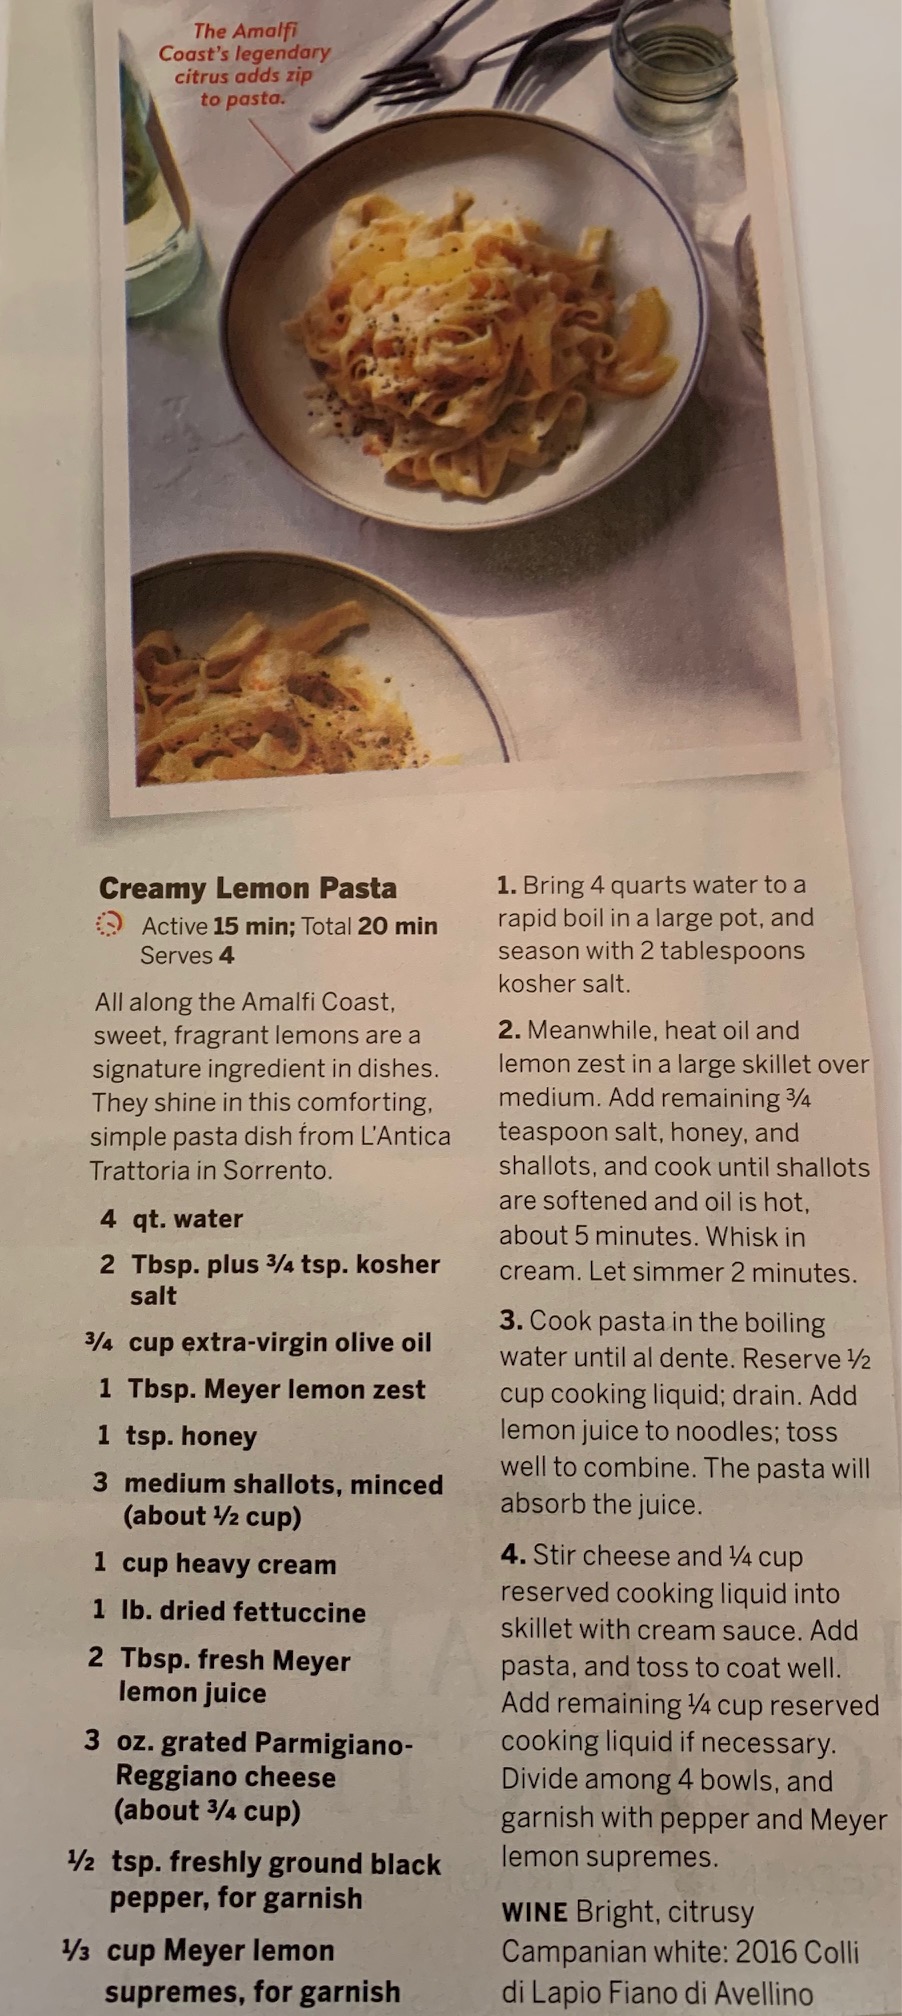 The Amalfi
Coast's legendary
citrus adds zip
to pasta.
Creamy Lemon Pasta
Active 15 min; Total 20 min
Serves 4
All along the Amalfi Coast,
sweet, fragrant lemons are a
signature ingredient in dishes.
They shine in this comforting,
simple pasta dish from L'Antica
Trattoria in Sorrento.
4 qt. water
2 Tbsp. plus ¾ tsp. kosher
salt
¾ cup extra-virgin olive oil
1 Tbsp. Meyer lemon zest
1 tsp. honey
3 medium shallots, minced
(about ½ cup)
1 cup heavy cream
1 lb. dried fettuccine
2 Tbsp. fresh Meyer
lemon juice
3 oz. grated Parmigiano-
Reggiano cheese
(about ¾ cup)
½ tsp. freshly ground black
pepper, for garnish
⅓ cup Meyer lemon
supremes, for garnish
1. Bring 4 quarts water to a
rapid boil in a large pot, and
season with 2 tablespoons
kosher salt.
2. Meanwhile, heat oil and
lemon zest in a large skillet over
medium. Add remaining ¾
teaspoon salt, honey, and
shallots, and cook until shallots
are softened and oil is hot,
about 5 minutes. Whisk in
cream. Let simmer 2 minutes.
3. Cook pasta in the boiling
water until al dente. Reserve ½
cup cooking liquid; drain. Add
lemon juice to noodles; toss
well to combine. The pasta will
absorb the juice.
4. Stir cheese and ¼ cup
reserved cooking liquid into
skillet with cream sauce. Add
pasta, and toss to coat well.
Add remaining ¼ cup reserved
cooking liquid if necessary.
Divide among 4 bowls, and
garnish with pepper and Meyer
lemon supremes.
WINE Bright, citrusy
Campanian white: 2016 Colli
di Lapio Fiano di Avellino